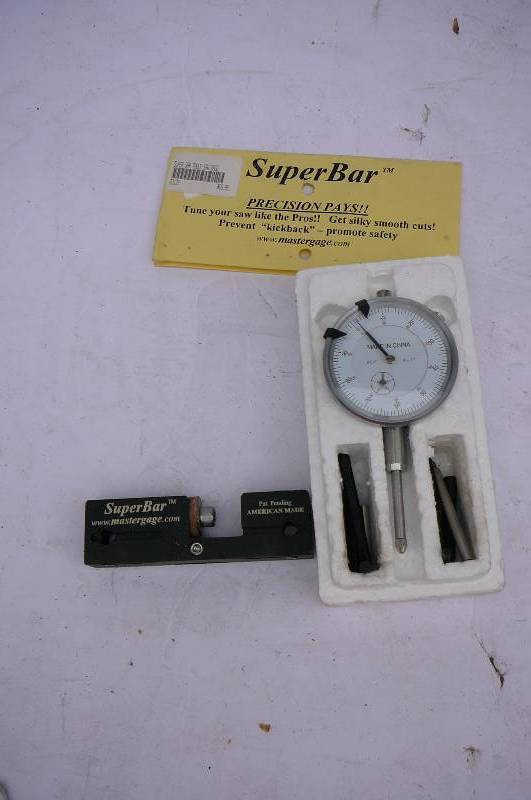 SuperBar™
PRECISION PAYS!!
Tune your saw like the Pros!! Get silky smooth cuts!
Prevent "kickback" – promote safety
www.mastergage.com
MADE IN CHINA
SuperBar™
www.mastergage.com
Pat Pending
AMERICAN MADE